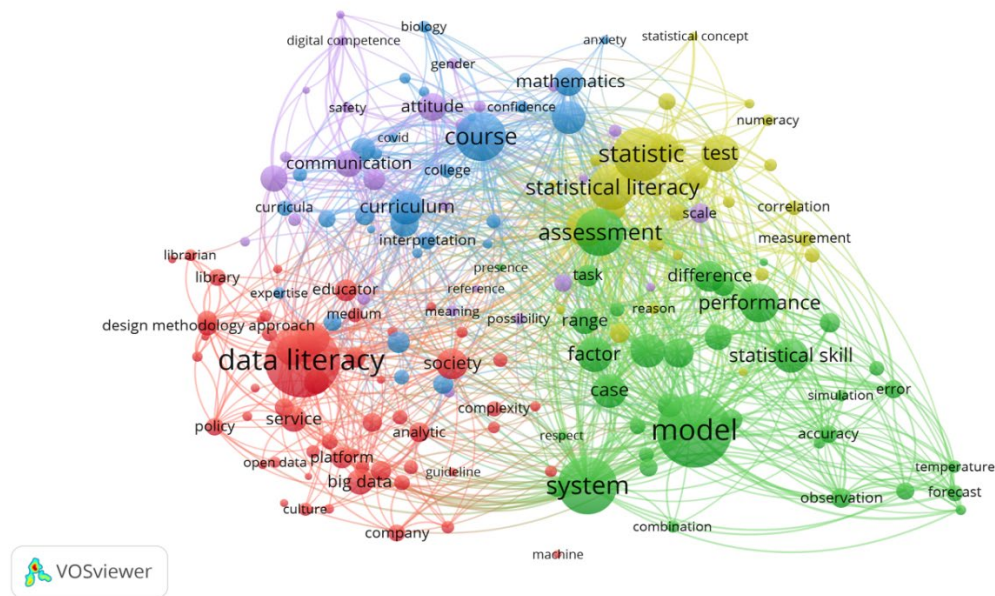 biology
digital competence
anxiety
statistical concept
gender
mathematics
safety
attitude
confidence
numeracy
covid
course
statistic
test
communication
college
statistical literacy
curricula
curriculum
scale
correlation
interpretation
assessment
measurement
librarian
library
presence
task
difference
expertise
educator
reference
performance
design methodology approach
medium
meaning
possibility
range
reason
data literacy
society
factor
statistical skill
case
simulation
error
service
complexity
policy
analytic
respect
model
accuracy
open data
platform
guideline
temperature
big data
system
observation
forecast
culture
company
combination
machine
VOSviewer